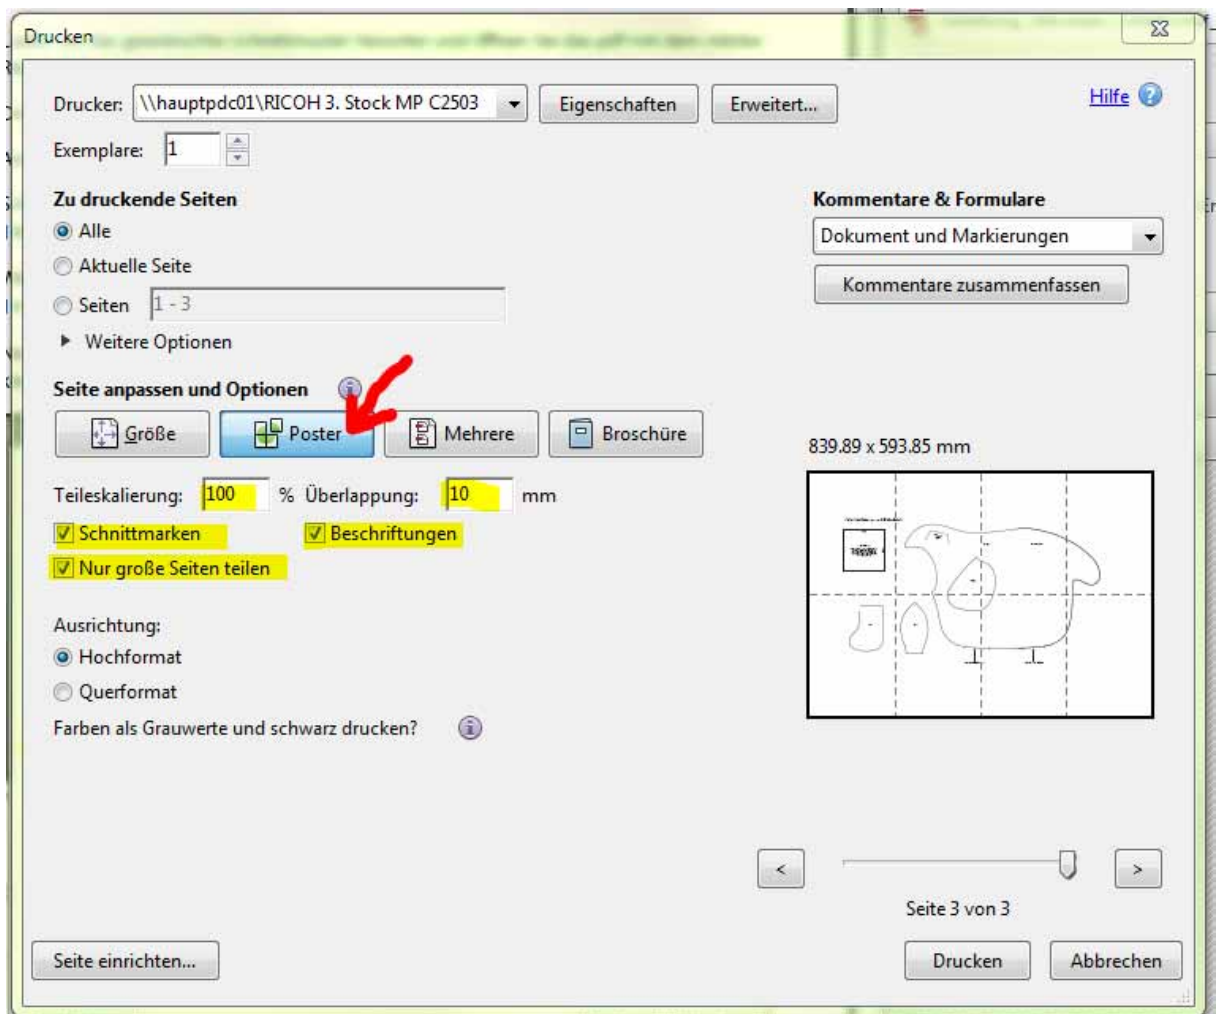 Drucken
Drucker: \\hauptpdc01\RICOH 3. Stock MP C2503 Eigenschaften Erweitert... Hilfe
Exemplare: 1
Zu druckende Seiten
Alle
Aktuelle Seite
Seiten 1 - 3
Weitere Optionen
Kommentare & Formulare
Dokument und Markierungen
Kommentare zusammenfassen
Seite anpassen und Optionen
Größe Poster Mehrere Broschüre
Teileskalierung: 100 % Überlappung: 10 mm
Schnittmarken Beschriftungen
Nur große Seiten teilen
Ausrichtung:
Hochformat
Querformat
Farben als Grauwerte und schwarz drucken?
839.89 x 593.85 mm
< >
Seite 3 von 3
Seite einrichten... Drucken Abbrechen